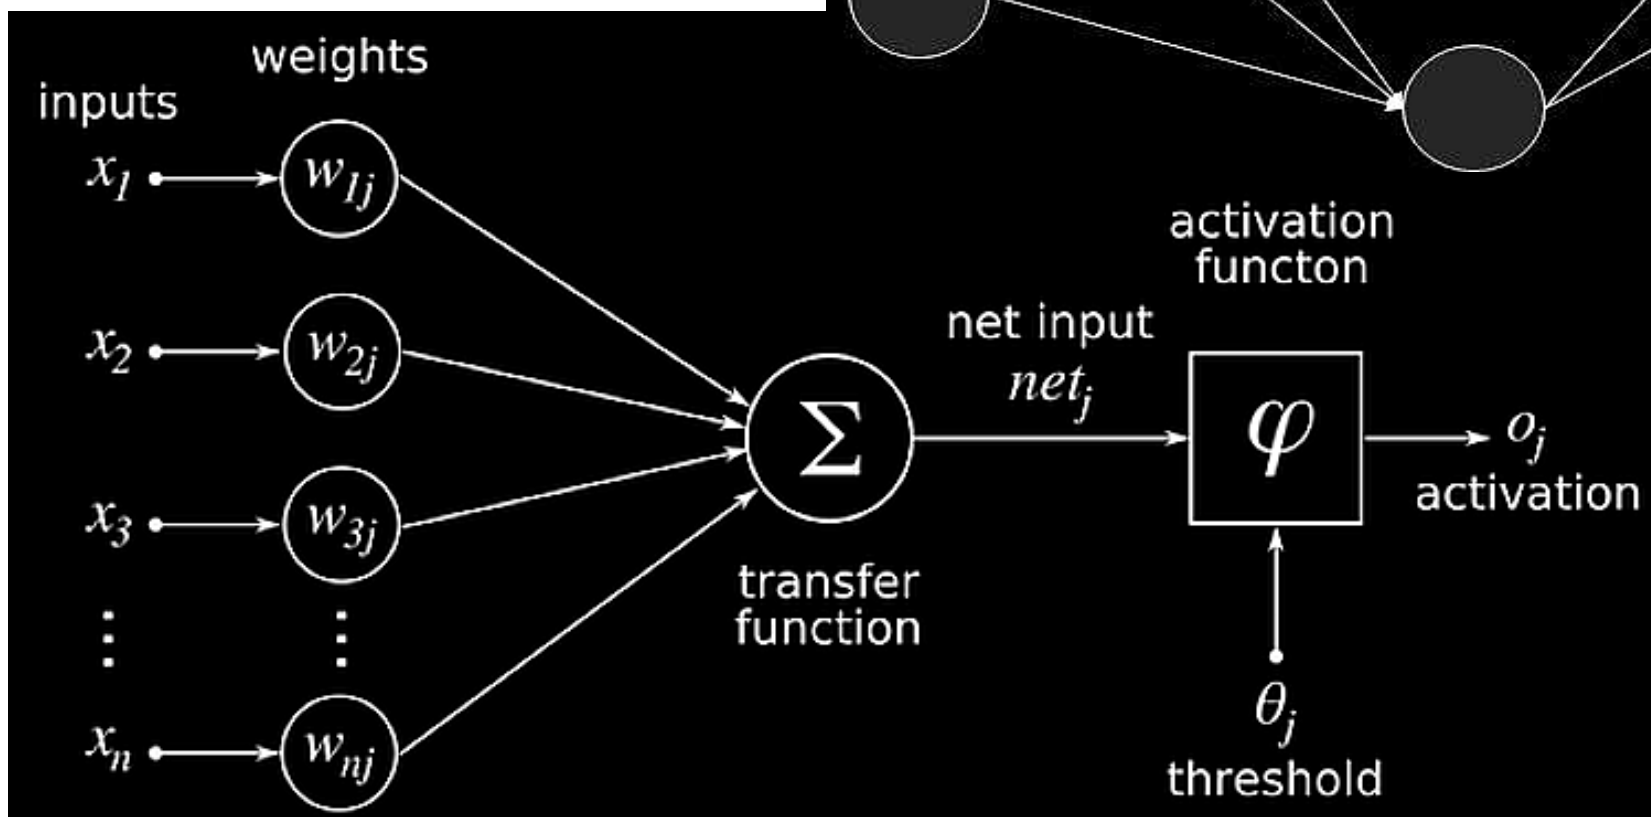 weights
inputs
x1
w1j
x2
w2j
x3
w3j
⋮
⋮
xn
wnj
Σ
transfer
function
net input
netj
activation
functon
φ
oj
activation
θj
threshold